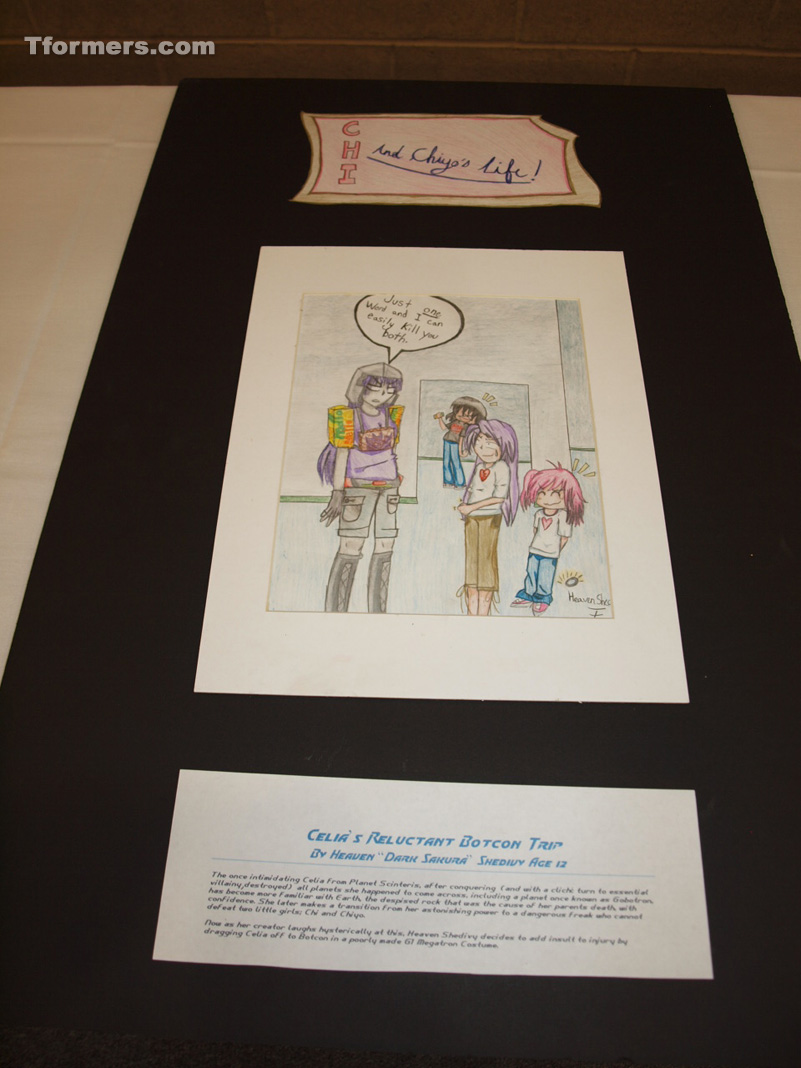 Tformers.com
CHI
And Chiyo's Life!
Just one
Word and I can
easily Kill you
both.
Heaven Shed
Celia's Reluctant Botcon Trip
By Heaven "Dark Sakura" Shedivy Age 12
The once intimidating Celia from Planet Scinteris, after conquering (and with a cliché turn to essential
villainy,destroyed) all planets she happened to come across, including a planet once known as Gobotron,
has become more familiar with Earth, the despised rock that was the cause of her parents death, with
confidence. She later makes a transition from her astonishing power to a dangerous freak who cannot
defeat two little girls; Chi and Chiyo.
Now as her creator laughs hysterically at this, Heaven Shedivy decides to add insult to injury by
dragging Celia off to Botcon in a poorly made G1 Megatron Costume.